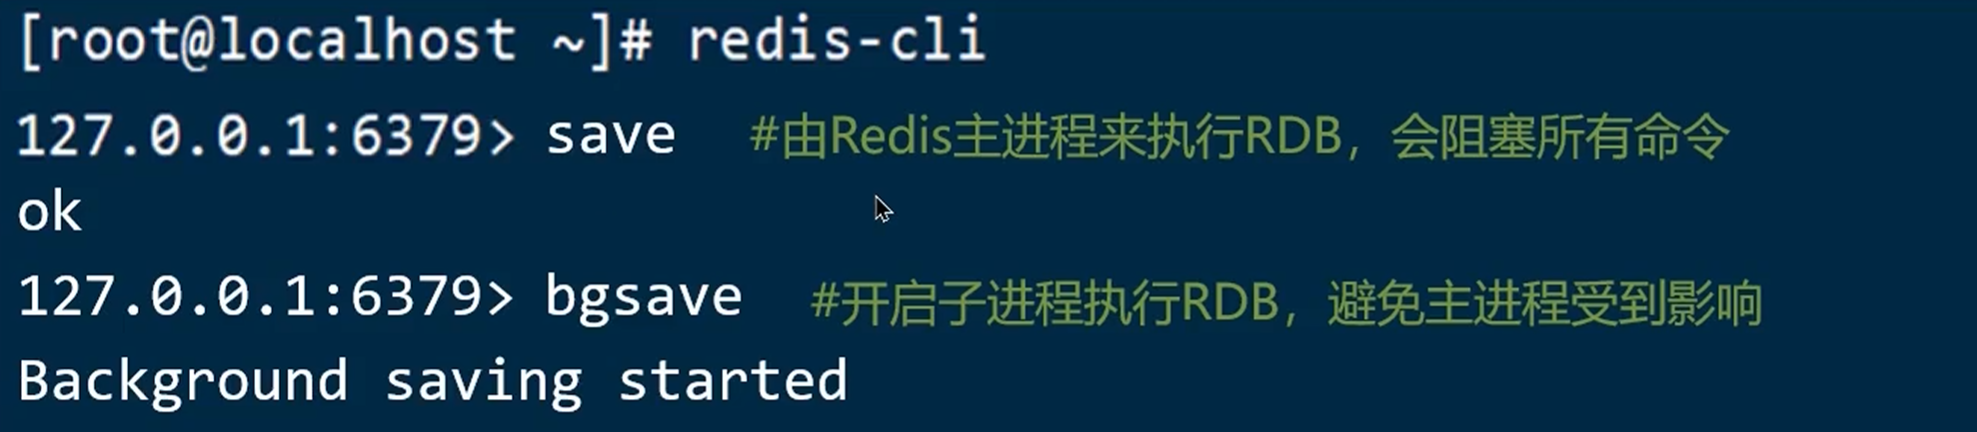 [root@localhost ~]# redis-cli
127.0.0.1:6379> save #由Redis主进程来执行RDB，会阻塞所有命令
ok
127.0.0.1:6379> bgsave #开启子进程执行RDB，避免主进程受到影响
Background saving started